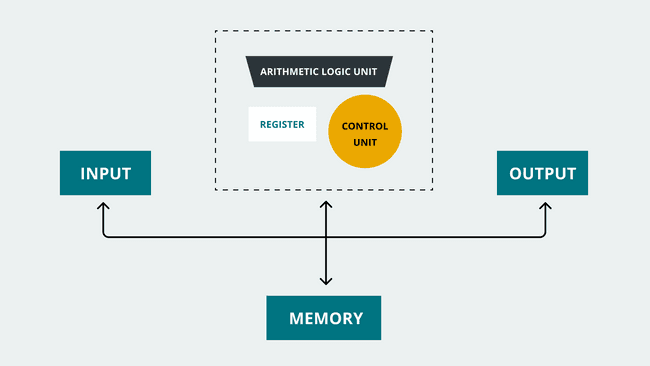 ARITHMETIC LOGIC UNIT
REGISTER
CONTROL
UNIT
INPUT
OUTPUT
MEMORY